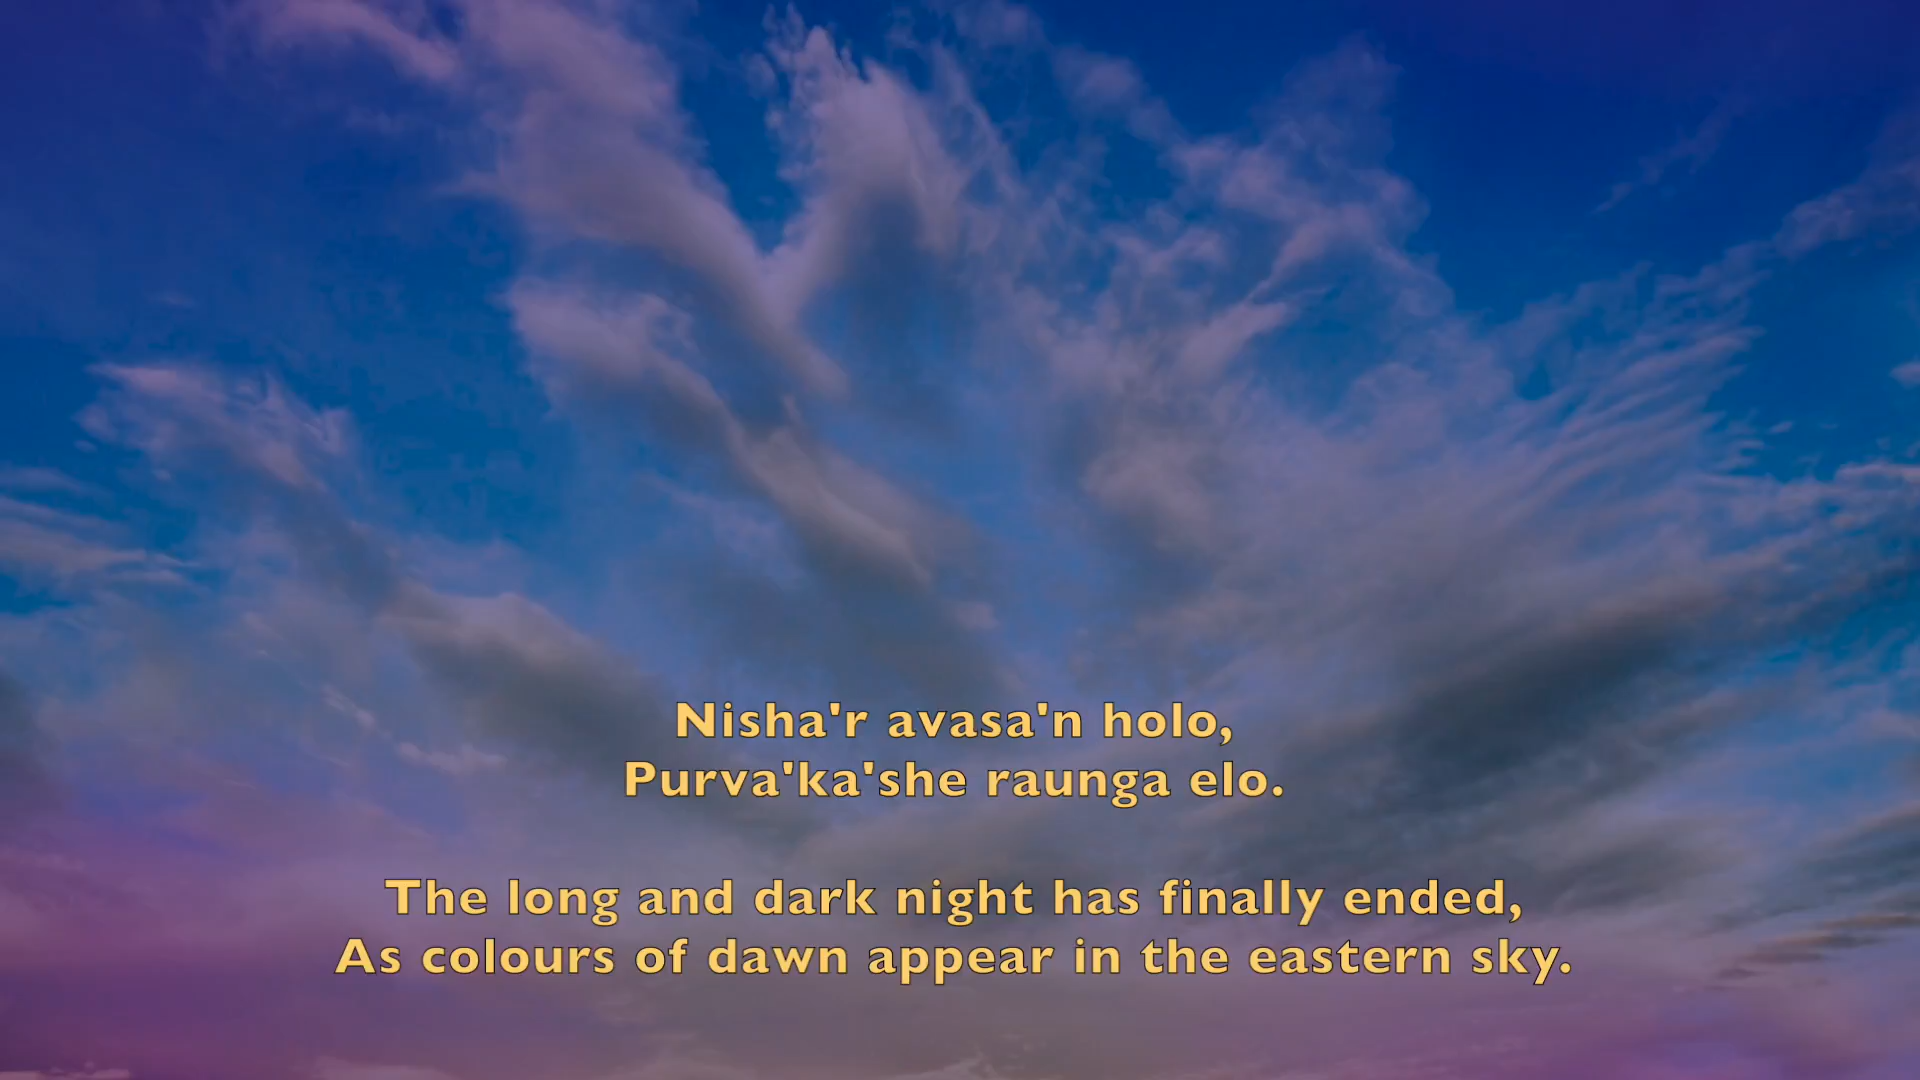 Nisha'r avasa'n holo,
Purva'ka'she raunga elo.
The long and dark night has finally ended,
As colours of dawn appear in the eastern sky.